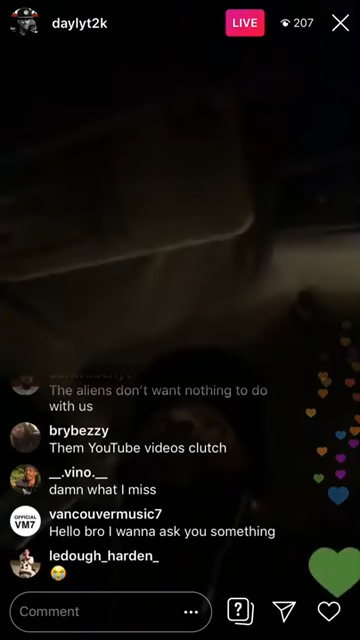 daylyt2k
LIVE
207
The aliens don't want nothing to do
with us
brybezzy
Them YouTube videos clutch
__.vino._
damn what I miss
OFFICIAL
VM7
vancouvermusic7
Hello bro I wanna ask you something
ledough_harden_
😭
Comment